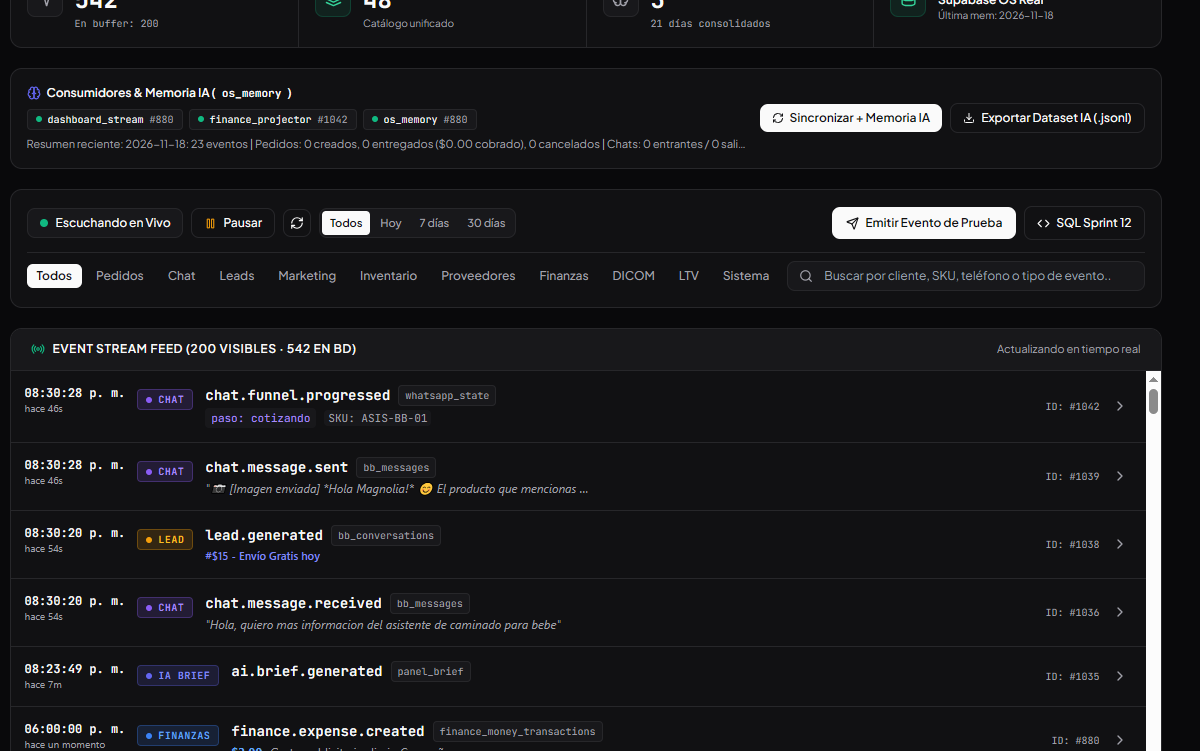 542
En buffer: 200
48
Catálogo unificado
21 días consolidados
Supabase OS Real
Última mem: 2026-11-18
Consumidores & Memoria IA ( os_memory )
dashboard_stream #880
finance_projector #1042
os_memory #880
Sincronizar + Memoria IA
Exportar Dataset IA (.jsonl)
Resumen reciente: 2026-11-18: 23 eventos | Pedidos: 0 creados, 0 entregados ($0.00 cobrado), 0 cancelados | Chats: 0 entrantes / 0 sali...
Escuchando en Vivo
Pausar
Todos
Hoy
7 días
30 días
Emitir Evento de Prueba
<> SQL Sprint 12
Todos
Pedidos
Chat
Leads
Marketing
Inventario
Proveedores
Finanzas
DICOM
LTV
Sistema
Buscar por cliente, SKU, teléfono o tipo de evento..
EVENT STREAM FEED (200 VISIBLES · 542 EN BD)
Actualizando en tiempo real
08:30:28 p. m.
hace 46s
CHAT
chat.funnel.progressed
whatsapp_state
paso: cotizando
SKU: ASIS-BB-01
ID: #1042
08:30:28 p. m.
hace 46s
CHAT
chat.message.sent
bb_messages
"📷 [Imagen enviada] *Hola Magnolia!* 😊 El producto que mencionas ...
ID: #1039
08:30:20 p. m.
hace 54s
LEAD
lead.generated
bb_conversations
#$15 - Envío Gratis hoy
ID: #1038
08:30:20 p. m.
hace 54s
CHAT
chat.message.received
bb_messages
"Hola, quiero mas informacion del asistente de caminado para bebe"
ID: #1036
08:23:49 p. m.
hace 7m
IA BRIEF
ai.brief.generated
panel_brief
ID: #1035
06:00:00 p. m.
hace un momento
FINANZAS
finance.expense.created
finance_money_transactions
ID: #880